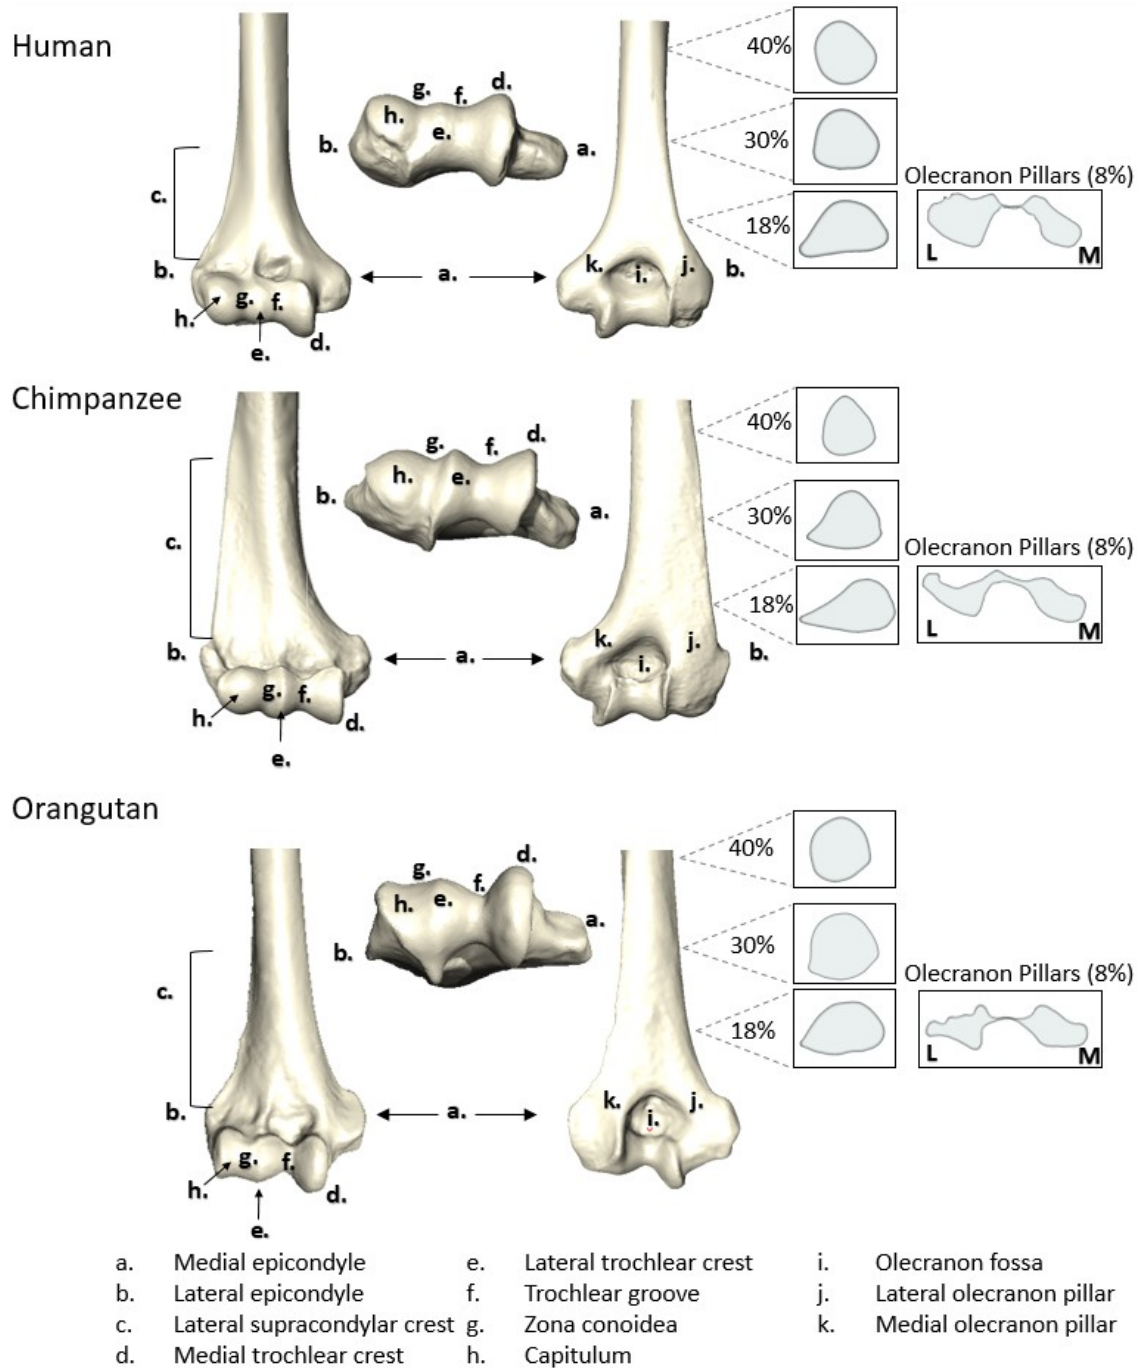 Human
40%
g.
f.
d.
h.
e.
b.
a.
30%
Olecranon Pillars (8%)
c.
18%
L
M
b.
a.
k.
i.
j.
b.
g.
f.
h.
d.
e.
Chimpanzee
40%
g.
f.
d.
h.
e.
b.
a.
30%
c.
Olecranon Pillars (8%)
18%
L
M
b.
a.
k.
i.
j.
b.
g.
f.
h.
d.
e.
Orangutan
40%
g.
f.
d.
h.
e.
a.
b.
30%
Olecranon Pillars (8%)
c.
18%
L
M
b.
a.
k.
i.
j.
g.
f.
h.
d.
e.
a. Medial epicondyle
b. Lateral epicondyle
c. Lateral supracondylar crest
d. Medial trochlear crest
e. Lateral trochlear crest
f. Trochlear groove
g. Zona conoidea
h. Capitulum
i. Olecranon fossa
j. Lateral olecranon pillar
k. Medial olecranon pillar